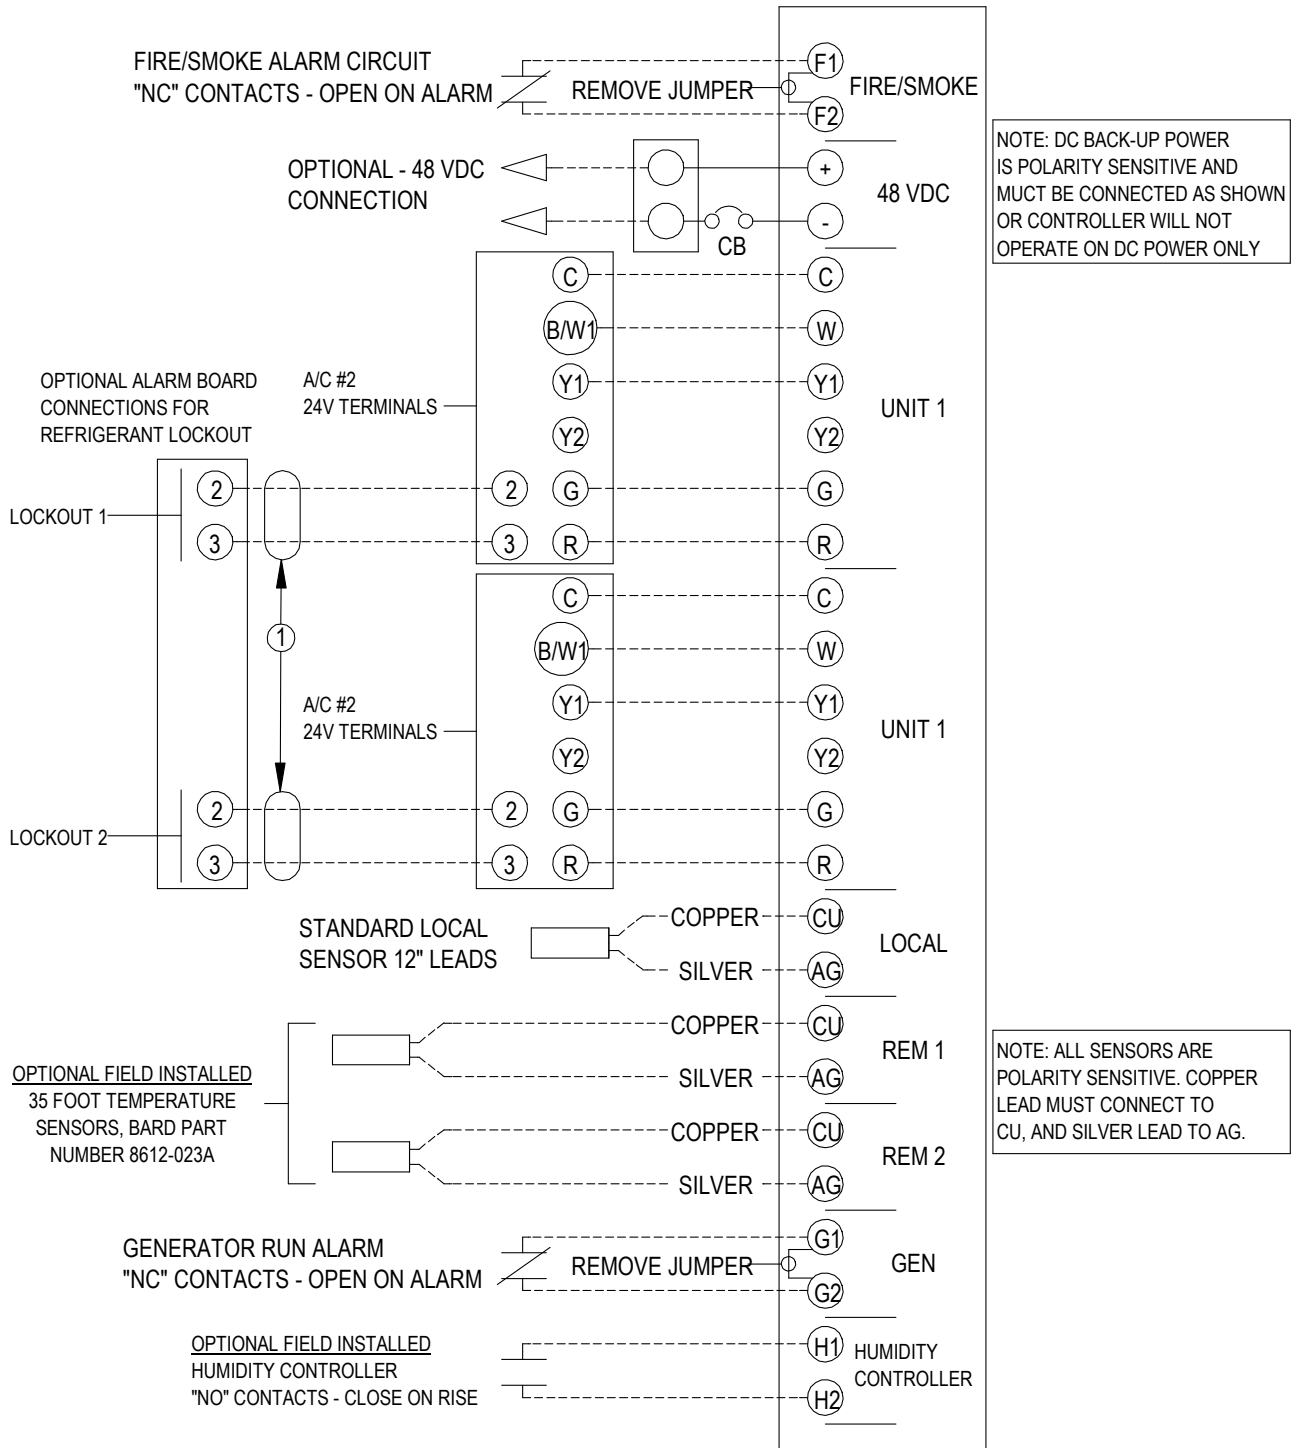 FIRE/SMOKE ALARM CIRCUIT
"NC" CONTACTS - OPEN ON ALARM
REMOVE JUMPER
F1
F2
FIRE/SMOKE
OPTIONAL - 48 VDC
CONNECTION
CB
+
-
48 VDC
NOTE: DC BACK-UP POWER
IS POLARITY SENSITIVE AND
MUCT BE CONNECTED AS SHOWN
OR CONTROLLER WILL NOT
OPERATE ON DC POWER ONLY
OPTIONAL ALARM BOARD
CONNECTIONS FOR
REFRIGERANT LOCKOUT
LOCKOUT 1
2
3
1
A/C #2
24V TERMINALS
C
B/W1
Y1
Y2
2
G
3
R
C
W
Y1
Y2
G
R
UNIT 1
LOCKOUT 2
2
3
A/C #2
24V TERMINALS
C
B/W1
Y1
Y2
2
G
3
R
C
W
Y1
Y2
G
R
UNIT 1
STANDARD LOCAL
SENSOR 12" LEADS
COPPER
SILVER
CU
AG
LOCAL
OPTIONAL FIELD INSTALLED
35 FOOT TEMPERATURE
SENSORS, BARD PART
NUMBER 8612-023A
COPPER
SILVER
CU
AG
REM 1
COPPER
SILVER
CU
AG
REM 2
NOTE: ALL SENSORS ARE
POLARITY SENSITIVE. COPPER
LEAD MUST CONNECT TO
CU, AND SILVER LEAD TO AG.
GENERATOR RUN ALARM
"NC" CONTACTS - OPEN ON ALARM
REMOVE JUMPER
G1
G2
GEN
OPTIONAL FIELD INSTALLED
HUMIDITY CONTROLLER
"NO" CONTACTS - CLOSE ON RISE
H1
H2
HUMIDITY
CONTROLLER